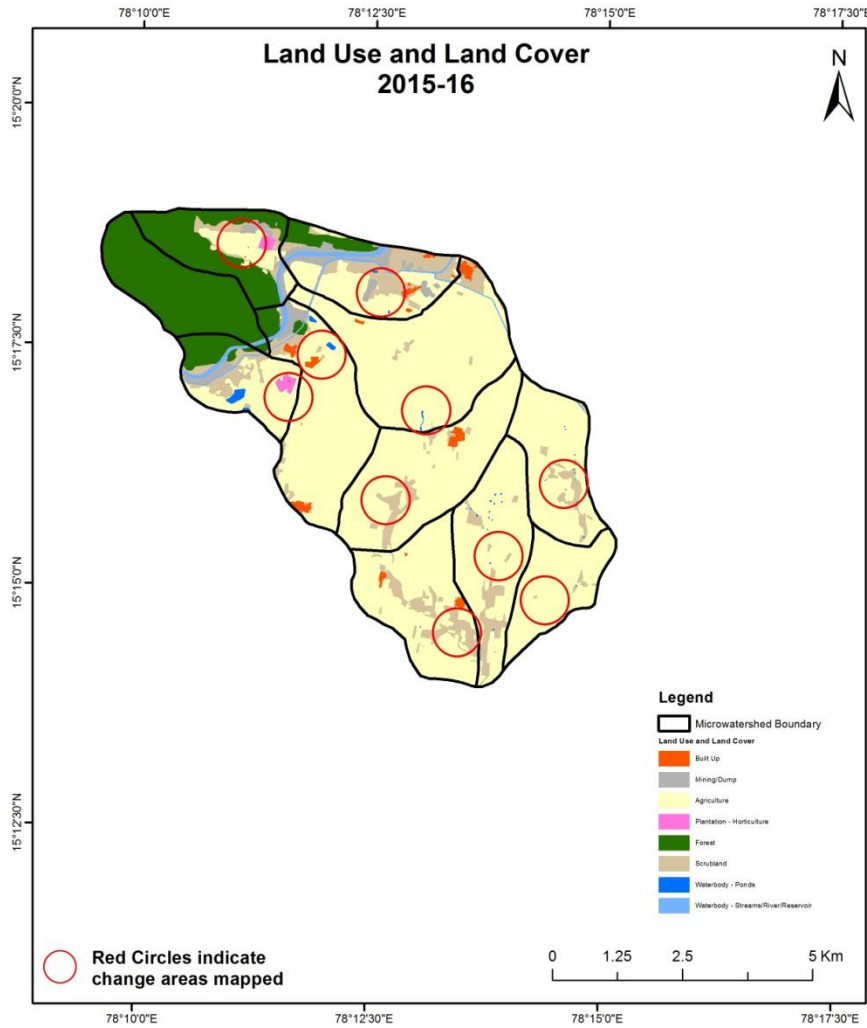 78°10'0"E 78°12'30"E 78°15'0"E 78°17'30"E
Land Use and Land Cover
2015-16
N
15°20'0"N
15°17'30"N
15°15'0"N
15°12'30"N
Legend
Microwatershed Boundary
Land Use and Land Cover
Built Up
Mining/Dump
Agriculture
Plantation - Horticulture
Forest
Scrubland
Waterbody - Ponds
Waterbody - Streams/River/Reservoir
Red Circles indicate
change areas mapped
0 1.25 2.5 5 Km
78°10'0"E 78°12'30"E 78°15'0"E 78°17'30"E